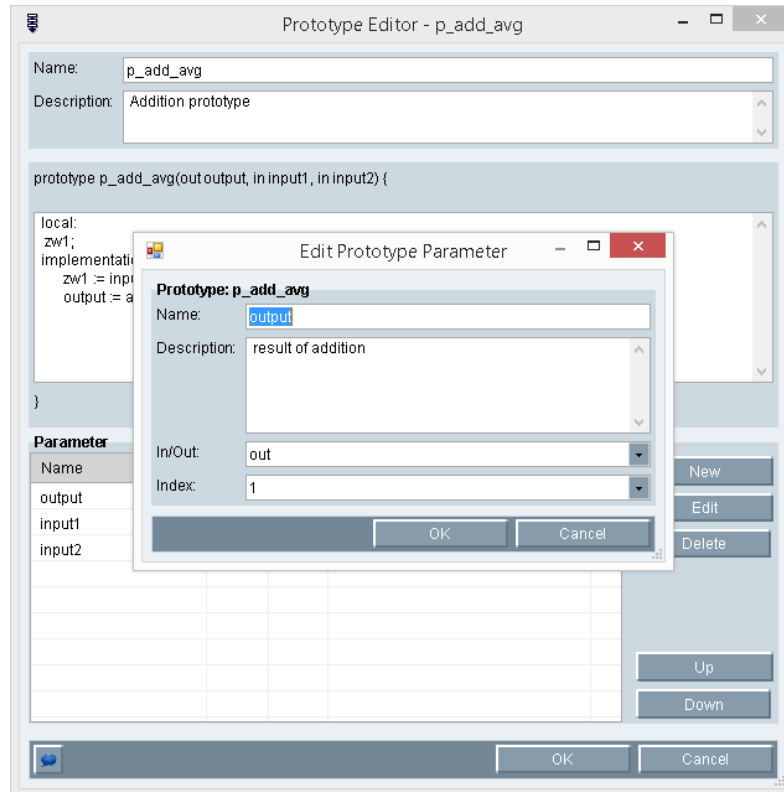 Prototype Editor - p_add_avg
Name: p_add_avg
Description: Addition prototype
prototype p_add_avg(out output, in input1, in input2) {
local:
zw1;
implementati
zw1 := inpu
output := a
}
Edit Prototype Parameter
Prototype: p_add_avg
Name: output
Description: result of addition
In/Out: out
Index: 1
OK Cancel
Parameter
Name
output
input1
input2
New
Edit
Delete
Up
Down
OK Cancel